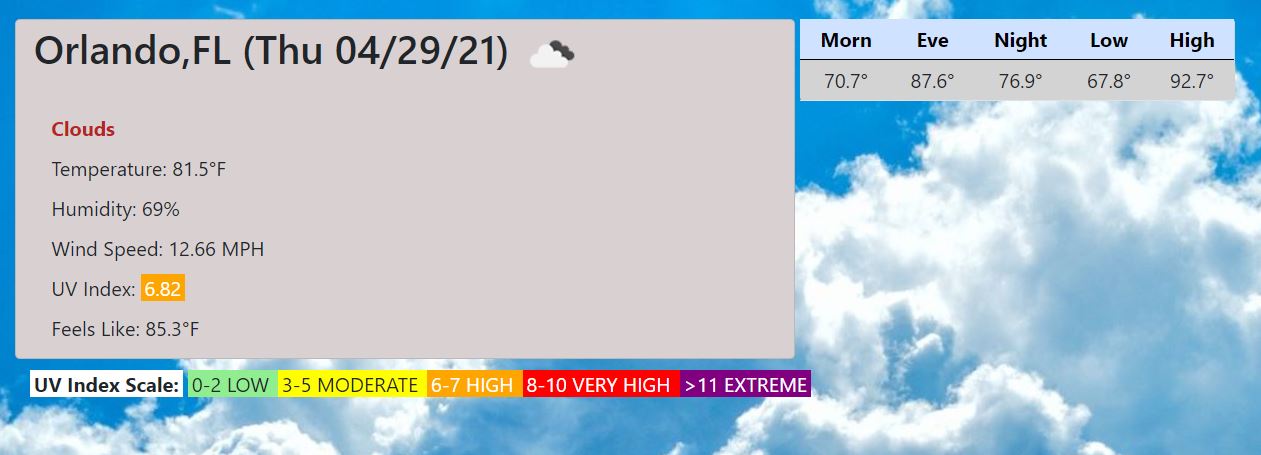 Orlando,FL (Thu 04/29/21)
Clouds
Temperature: 81.5°F
Humidity: 69%
Wind Speed: 12.66 MPH
UV Index: 6.82
Feels Like: 85.3°F
UV Index Scale: 0-2 LOW 3-5 MODERATE 6-7 HIGH 8-10 VERY HIGH >11 EXTREME
Morn Eve Night Low High
70.7° 87.6° 76.9° 67.8° 92.7°